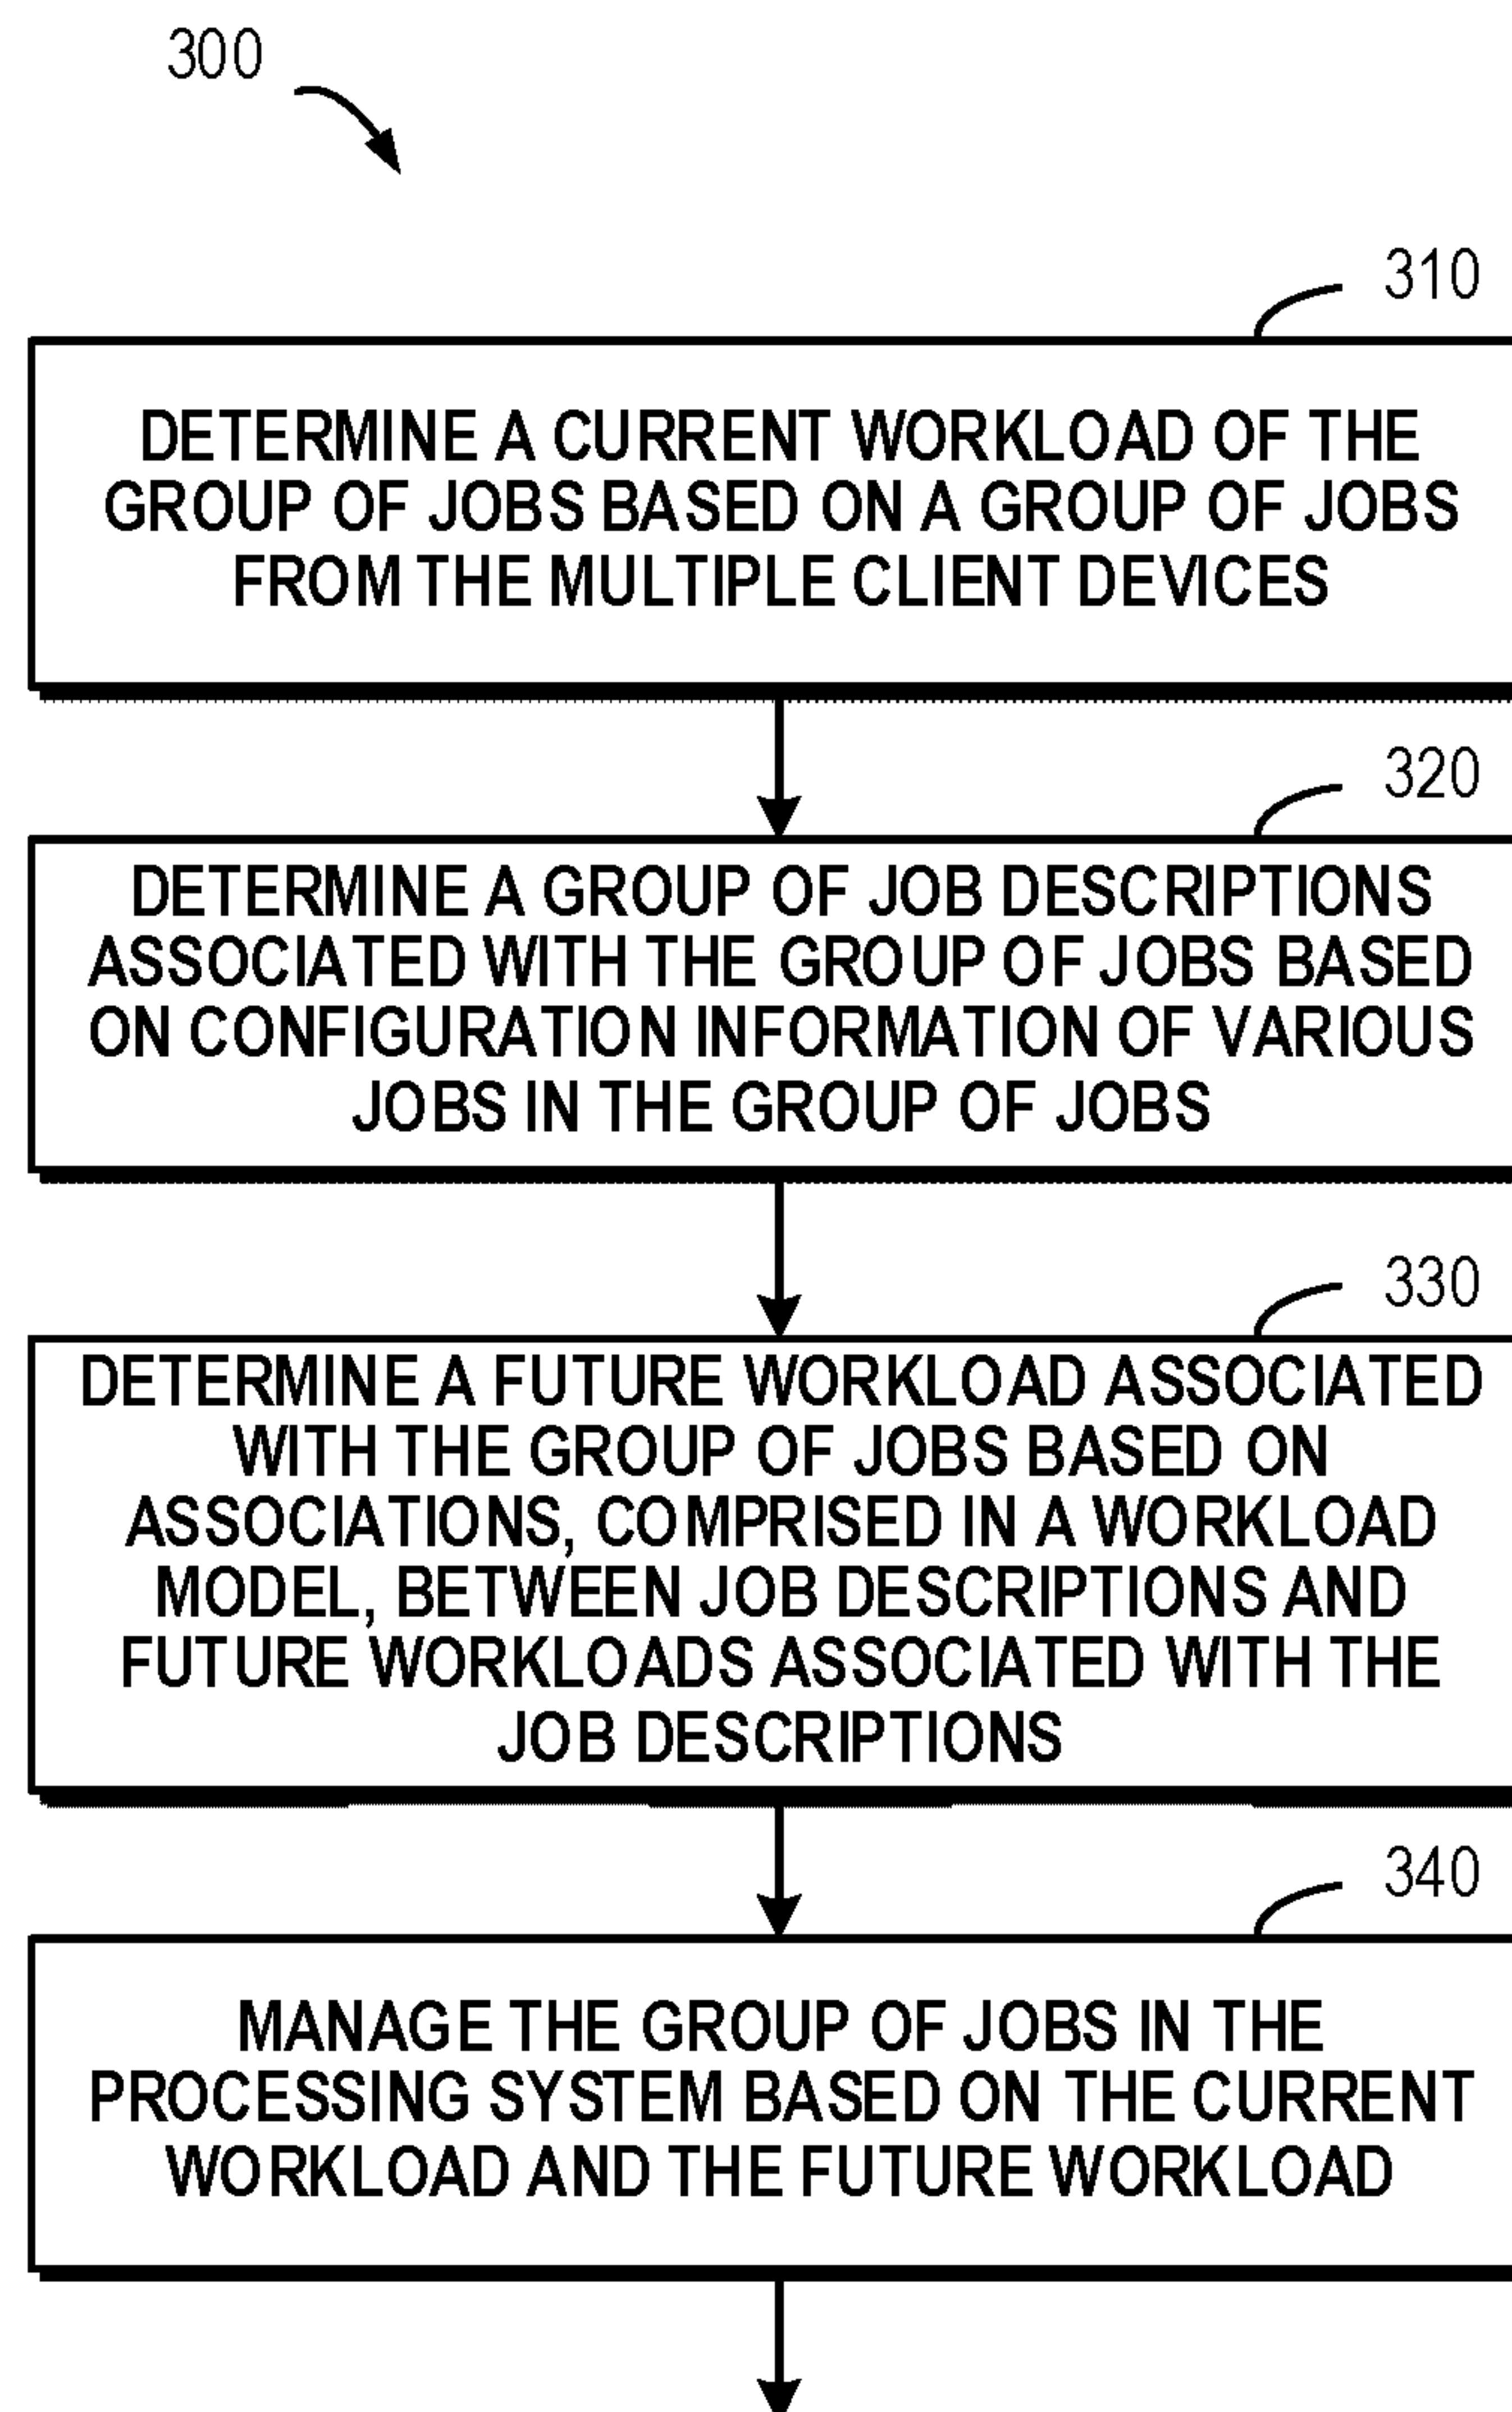 300
310
DETERMINE A CURRENT WORKLOAD OF THE
GROUP OF JOBS BASED ON A GROUP OF JOBS
FROM THE MULTIPLE CLIENT DEVICES
320
DETERMINE A GROUP OF JOB DESCRIPTIONS
ASSOCIATED WITH THE GROUP OF JOBS BASED
ON CONFIGURATION INFORMATION OF VARIOUS
JOBS IN THE GROUP OF JOBS
330
DETERMINE A FUTURE WORKLOAD ASSOCIATED
WITH THE GROUP OF JOBS BASED ON
ASSOCIATIONS, COMPRISED IN A WORKLOAD
MODEL, BETWEEN JOB DESCRIPTIONS AND
FUTURE WORKLOADS ASSOCIATED WITH THE
JOB DESCRIPTIONS
340
MANAGE THE GROUP OF JOBS IN THE
PROCESSING SYSTEM BASED ON THE CURRENT
WORKLOAD AND THE FUTURE WORKLOAD